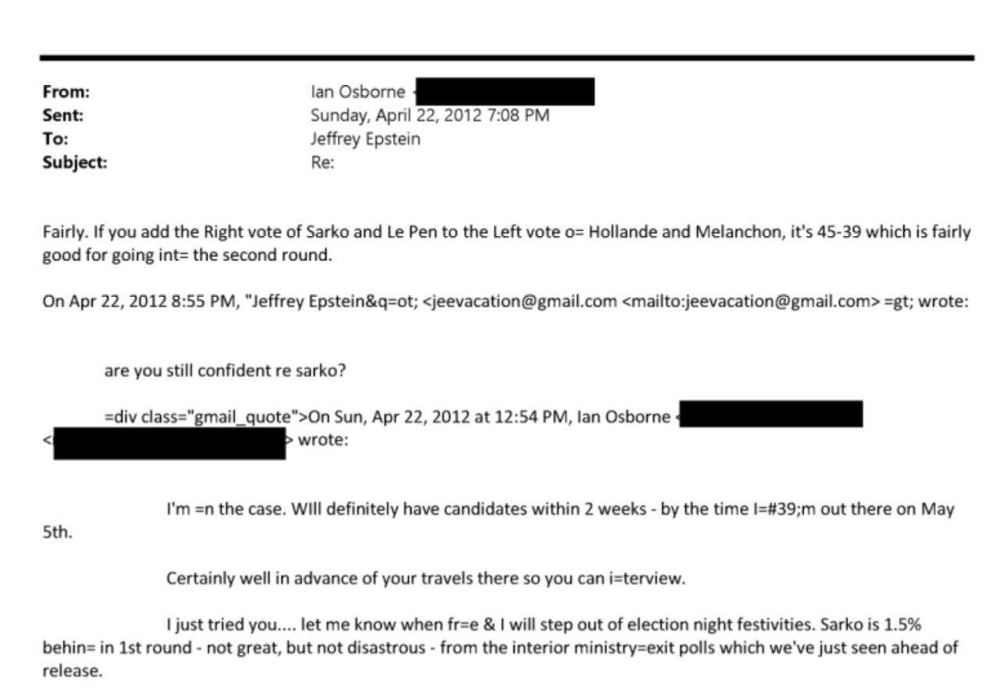 From: Ian Osborne <
Sent: Sunday, April 22, 2012 7:08 PM
To: Jeffrey Epstein
Subject: Re:
Fairly. If you add the Right vote of Sarko and Le Pen to the Left vote o= Hollande and Melanchon, it's 45-39 which is fairly
good for going int= the second round.
On Apr 22, 2012 8:55 PM, "Jeffrey Epstein&q=ot; <jeevacation@gmail.com <mailto:jeevacation@gmail.com> =gt; wrote:
are you still confident re sarko?
=div class="gmail_quote">On Sun, Apr 22, 2012 at 12:54 PM, Ian Osborne <
< > wrote:
I'm =n the case. WIll definitely have candidates within 2 weeks - by the time I=#39;m out there on May
5th.
Certainly well in advance of your travels there so you can i=terview.
I just tried you.... let me know when fr=e & I will step out of election night festivities. Sarko is 1.5%
behin= in 1st round - not great, but not disastrous - from the interior ministry=exit polls which we've just seen ahead of
release.